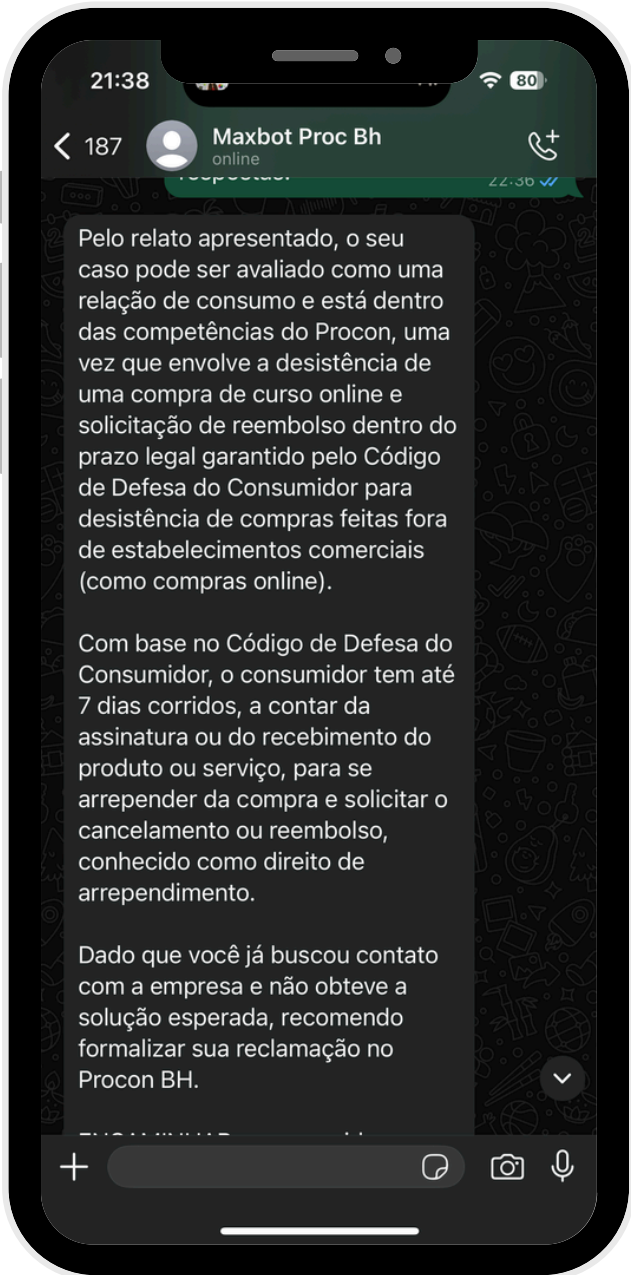 21:38
80
187
Maxbot Proc Bh
online
respostas.
22:36
Pelo relato apresentado, o seu
caso pode ser avaliado como uma
relação de consumo e está dentro
das competências do Procon, uma
vez que envolve a desistência de
uma compra de curso online e
solicitação de reembolso dentro do
prazo legal garantido pelo Código
de Defesa do Consumidor para
desistência de compras feitas fora
de estabelecimentos comerciais
(como compras online).
Com base no Código de Defesa do
Consumidor, o consumidor tem até
7 dias corridos, a contar da
assinatura ou do recebimento do
produto ou serviço, para se
arrepender da compra e solicitar o
cancelamento ou reembolso,
conhecido como direito de
arrependimento.
Dado que você já buscou contato
com a empresa e não obteve a
solução esperada, recomendo
formalizar sua reclamação no
Procon BH.